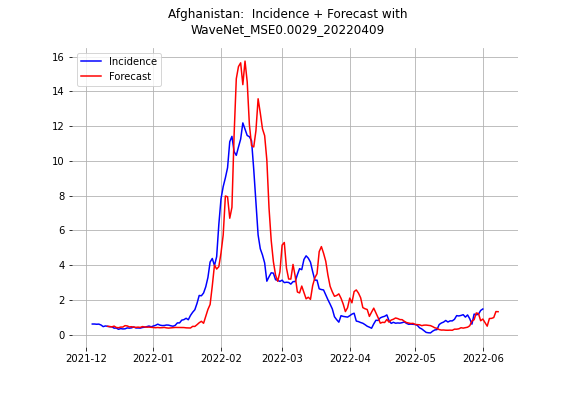 Afghanistan:  Incidence + Forecast with
WaveNet_MSE0.0029_20220409
Incidence
Forecast
16
14
12
10
8
6
4
2
0
2021-12 2022-01 2022-02 2022-03 2022-04 2022-05 2022-06